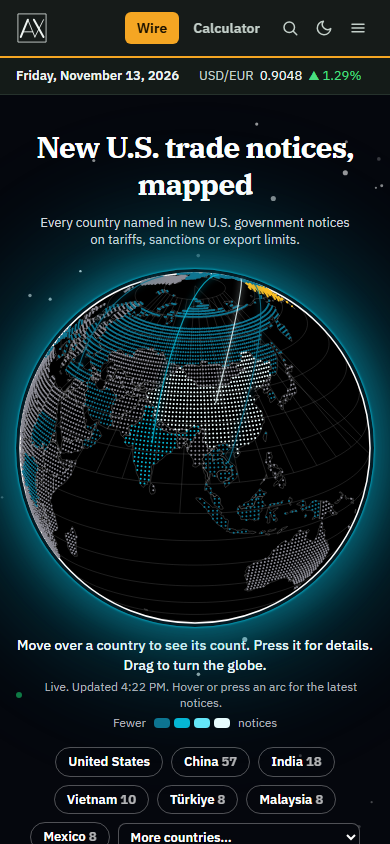 AX
Wire
Calculator
Friday, November 13, 2026
USD/EUR 0.9048 ▲ 1.29%
New U.S. trade notices,
mapped
Every country named in new U.S. government notices
on tariffs, sanctions or export limits.
Move over a country to see its count. Press it for details.
Drag to turn the globe.
Live. Updated 4:22 PM. Hover or press an arc for the latest
notices.
Fewer
notices
United States
China 57
India 18
Vietnam 10
Türkiye 8
Malaysia 8
Mexico 8
More countries...